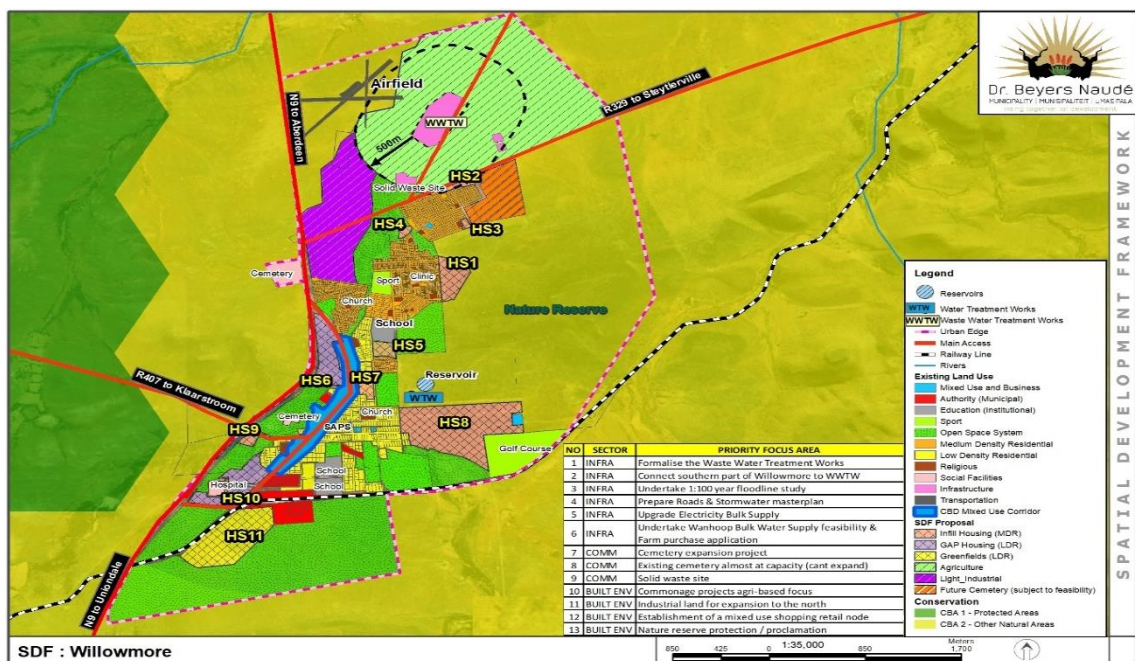 Dr. Beyers Naudé
MUNICIPALITY | MUNISIPALITEIT | UMASIPALA
SPATIAL DEVELOPMENT FRAMEWORK
N9 to Aberdeen
Airfield
WWTW
500m
R329 to Steytlerville
Solid Waste Site
HS2
HS4
HS3
HS1
Cemetery
Sport
Clinic
Church
School
Nature Reserve
HS5
HS6
HS7
R407 to Klaarstroom
Reservoir
WTW
Cemetery
Church
HS8
HS9
SAPS
Golf Course
School
School
Hospital
HS10
HS11
N9 to Uniondale
Legend
Reservoirs
WTW Water Treatment Works
WWTW Waste Water Treatment Works
Urban Edge
Main Access
Railway Line
Rivers
Existing Land Use
Mixed Use and Business
Authority (Municipal)
Education (Institutional)
Sport
Open Space System
Medium Density Residential
Low Density Residential
Religious
Social Facilities
Infrastructure
Transportation
CBD Mixed Use Corridor
SDF Proposal
Infill Housing (MDR)
GAP Housing (LDR)
Greenfields (LDR)
Agriculture
Light_Industrial
Future Cemetery (subject to feasibility)
Conservation
CBA 1 - Protected Areas
CBA 2 - Other Natural Areas
NO SECTOR PRIORITY FOCUS AREA
1 INFRA Formalise the Waste Water Treatment Works
2 INFRA Connect southern part of Willowmore to WWTW
3 INFRA Undertake 1:100 year floodline study
4 INFRA Prepare Roads & Stormwater masterplan
5 INFRA Upgrade Electricity Bulk Supply
6 INFRA Undertake Wanhoop Bulk Water Supply feasibility &
Farm purchase application
7 COMM Cemetery expansion project
8 COMM Existing cemetery almost at capacity (cant expand)
9 COMM Solid waste site
10 BUILT ENV Commonage projects agri-based focus
11 BUILT ENV Industrial land for expansion to the north
12 BUILT ENV Establishment of a mixed use shopping retail node
13 BUILT ENV Nature reserve protection / proclamation
SDF : Willowmore
1:35,000
Meters
850 425 0 850 1,700